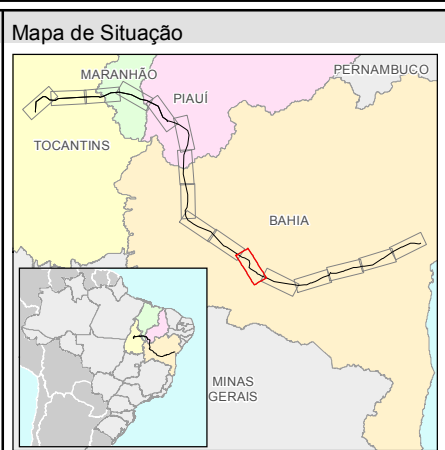 Mapa de Situação
PERNAMBUCO
MARANHÃO
PIAUÍ
TOCANTINS
BAHIA
MINAS
GERAIS